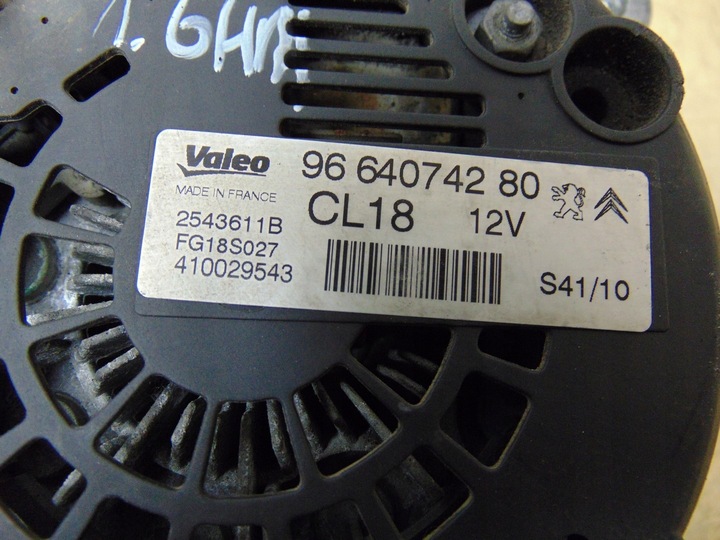 1.6HDI
Valeo 96 640742 80
MADE IN FRANCE CL18 12V
2543611B
FG18S027
410029543 S41/10